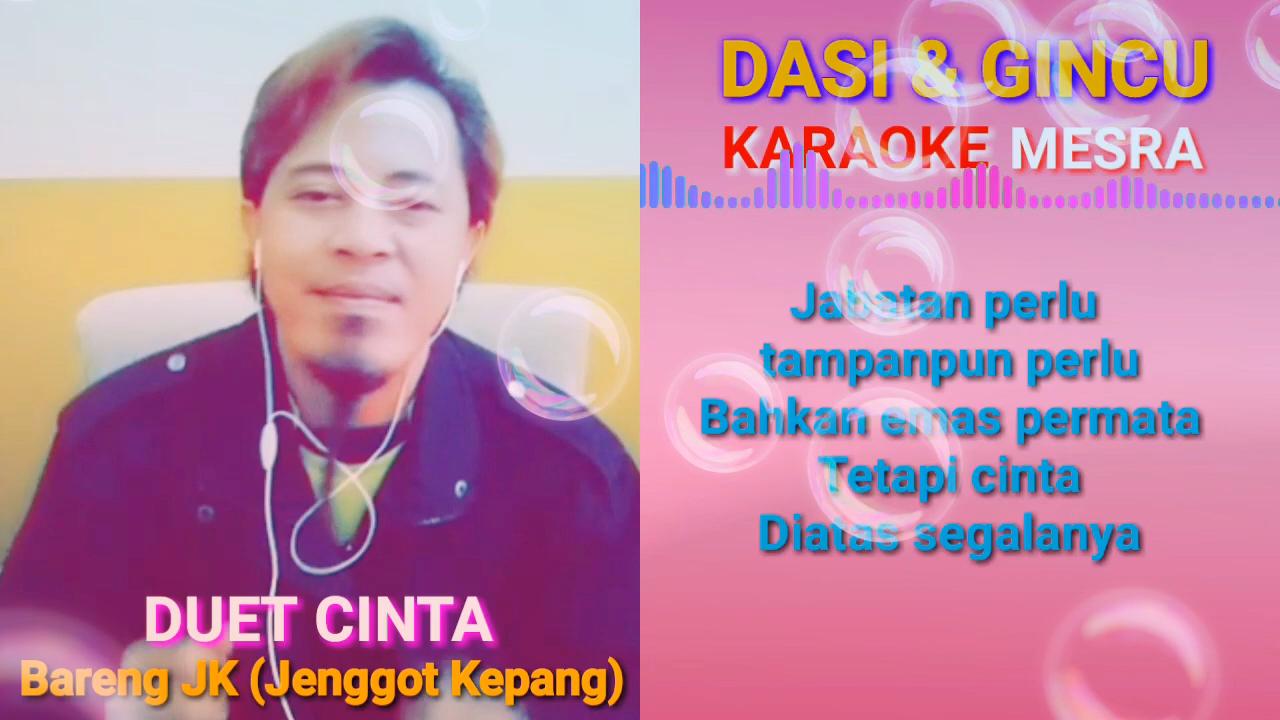 DUET CINTA
Bareng JK (Jenggot Kepang)
DASI & GINCU
KARAOKE MESRA
Jabatan perlu
tampanpun perlu
Bahkan emas permata
Tetapi cinta
Diatas segalanya